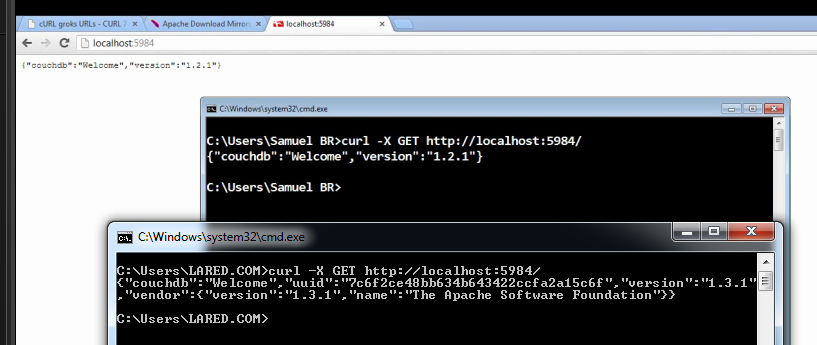 cURL groks URLs - CURL 7
Apache Download Mirrors
localhost:5984
localhost:5984
{"couchdb":"Welcome","version":"1.2.1"}
C:\Windows\system32\cmd.exe
C:\Users\Samuel BR>curl -X GET http://localhost:5984/
{"couchdb":"Welcome","version":"1.2.1"}
C:\Users\Samuel BR>
C:\Windows\system32\cmd.exe
C:\Users\LARED.COM>curl -X GET http://localhost:5984/
{"couchdb":"Welcome","uuid":"7c6f2ce48bb634b643422ccfa2a15c6f","version":"1.3.1"
,"vendor":{"version":"1.3.1","name":"The Apache Software Foundation"}}
C:\Users\LARED.COM>